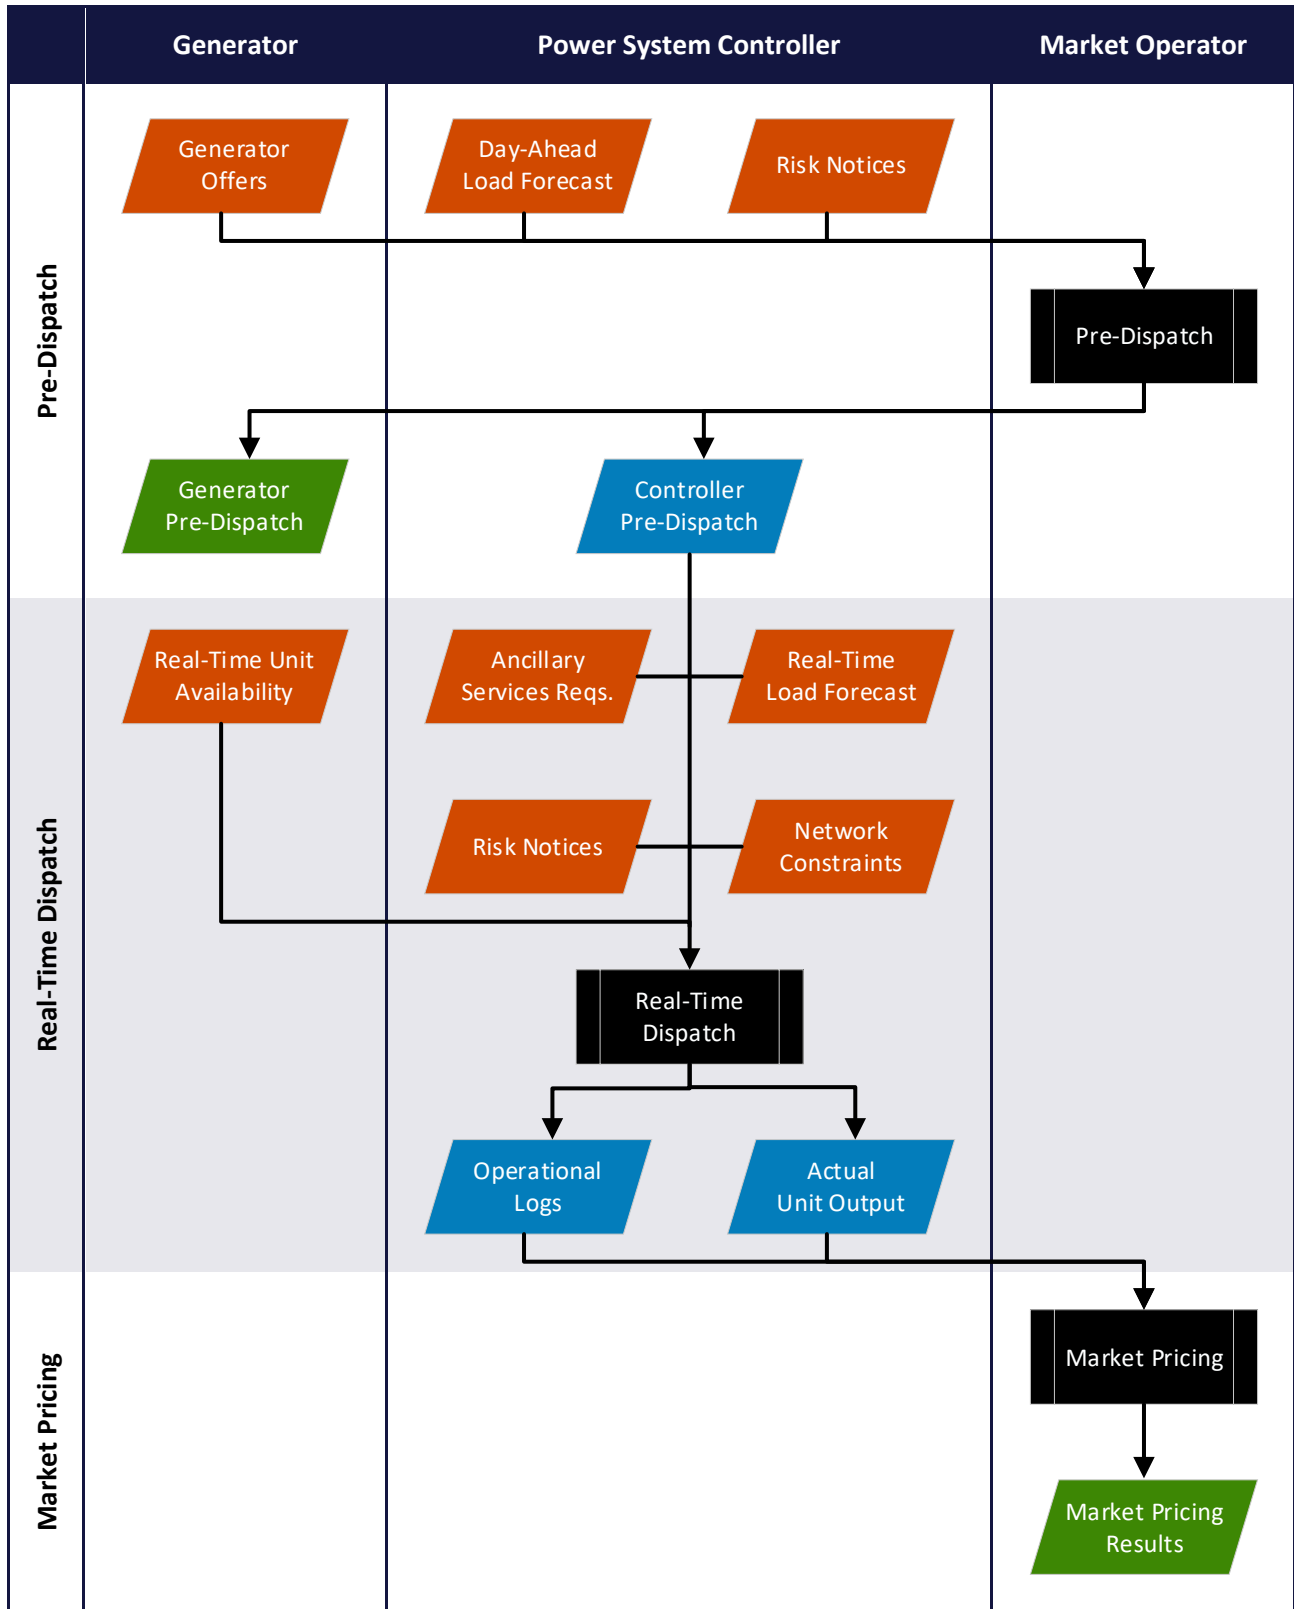 Generator
Power System Controller
Market Operator
Pre-Dispatch
Generator
Offers
Day-Ahead
Load Forecast
Risk Notices
Pre-Dispatch
Generator
Pre-Dispatch
Controller
Pre-Dispatch
Real-Time Dispatch
Real-Time Unit
Availability
Ancillary
Services Reqs.
Real-Time
Load Forecast
Risk Notices
Network
Constraints
Real-Time
Dispatch
Operational
Logs
Actual
Unit Output
Market Pricing
Market Pricing
Market Pricing
Results